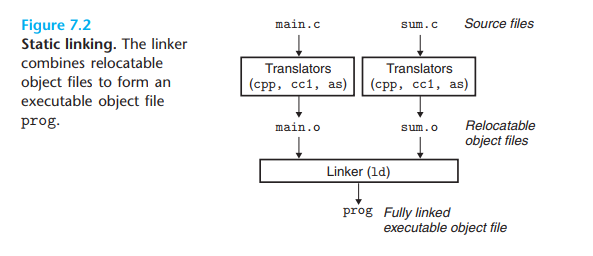 Figure 7.2
Static linking. The linker
combines relocatable
object files to form an
executable object file
prog.
main.c
sum.c
Source files
Translators
(cpp, cc1, as)
Translators
(cpp, cc1, as)
main.o
sum.o
Relocatable
object files
Linker (ld)
prog
Fully linked
executable object file